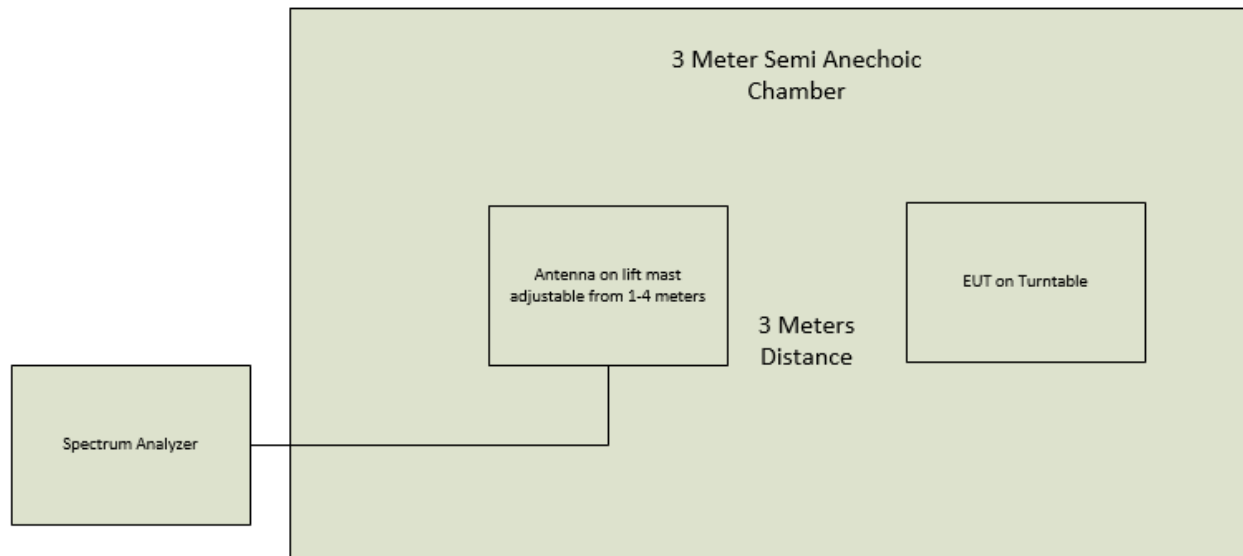 3 Meter Semi Anechoic
Chamber
Antenna on lift mast
adjustable from 1-4 meters
EUT on Turntable
3 Meters
Distance
Spectrum Analyzer